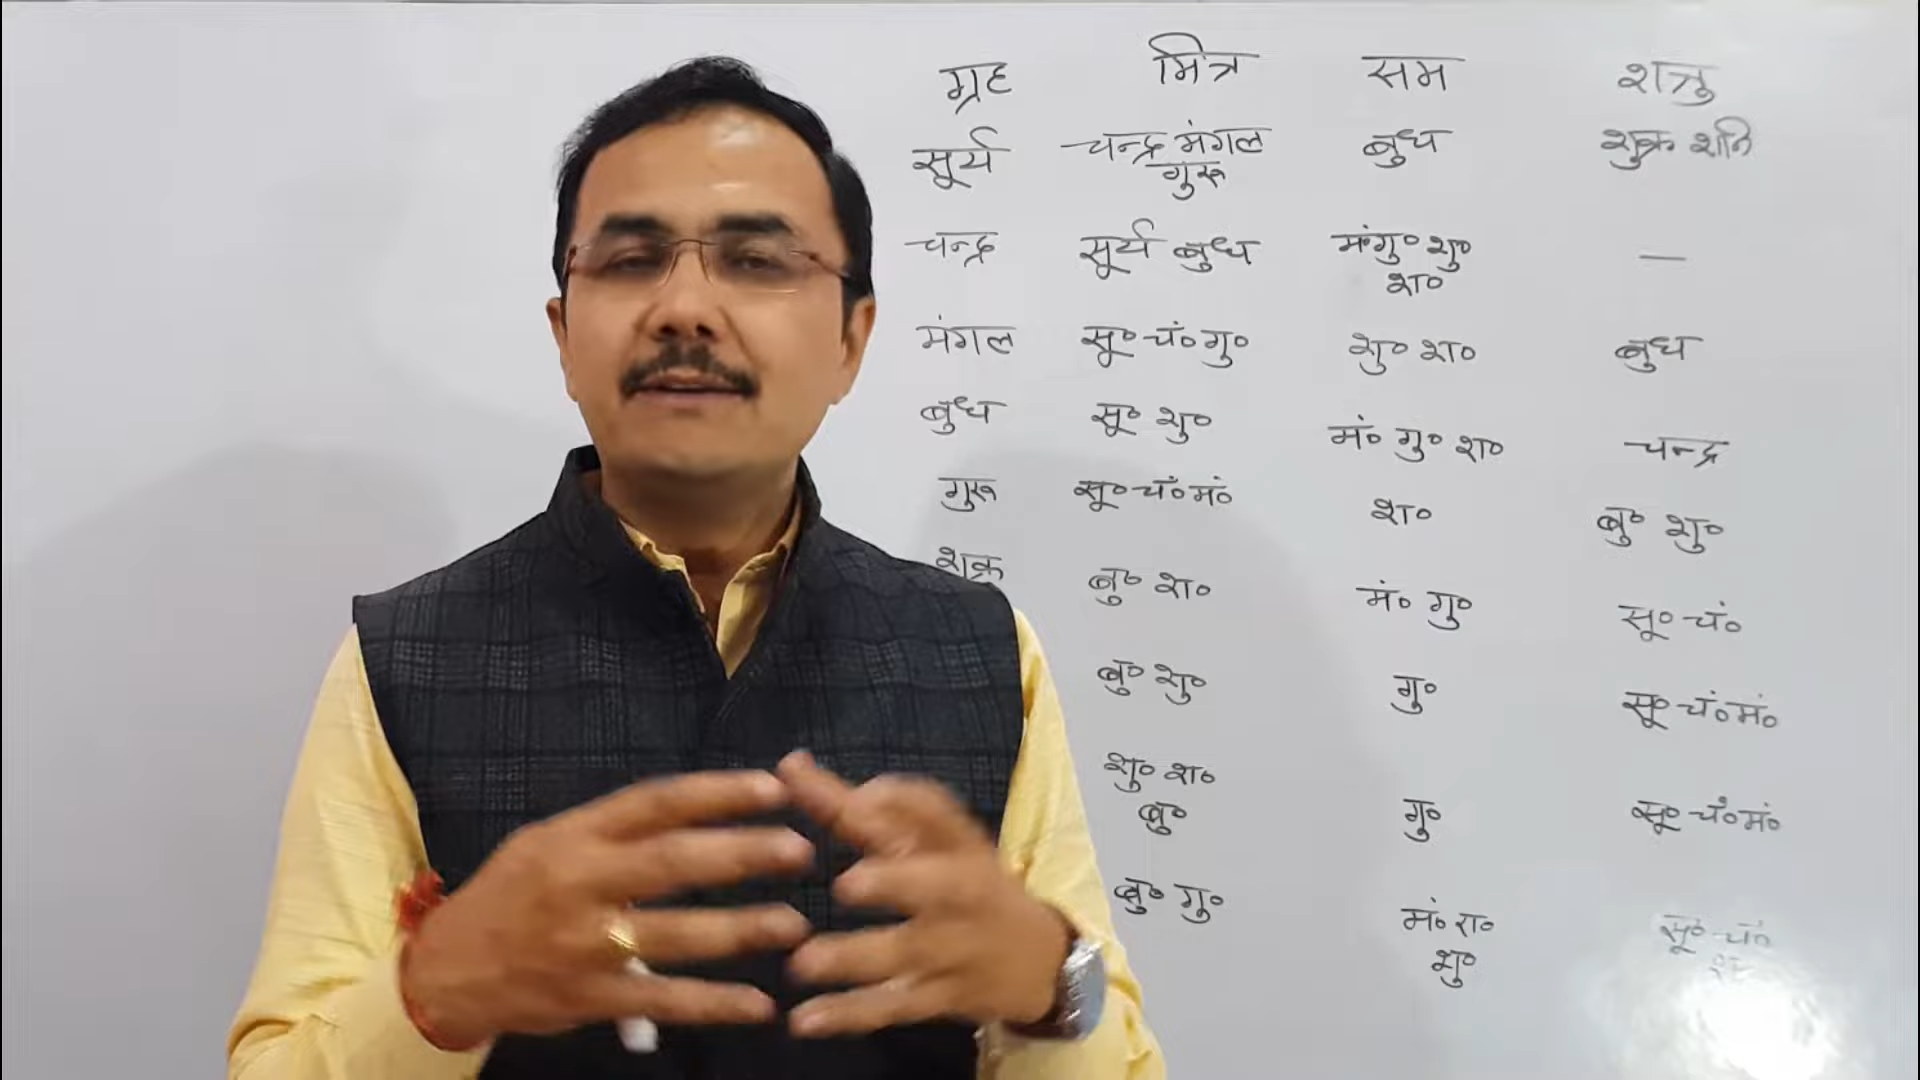 ग्रह मित्र सम शत्रु
सूर्य चन्द्र मंगल बुध शुक्र शनि
गुरू
चन्द्र सूर्य बुध मं॰गु॰ शु॰ —
श॰
मंगल सू॰ चं॰ गु॰ शु॰ श॰ बुध
बुध सू॰ शु॰ मं॰ गु॰ श॰ चन्द्र
गुरू सू॰ चं॰ मं॰ श॰ बु॰ शु॰
शुक्र बु॰ श॰ मं॰ गु॰ सू॰ चं॰
बु॰ शु॰ गु॰ सू॰ चं॰ मं॰
शु॰ श॰ गु॰ सू॰ चं॰ मं॰
बु॰
बु॰ गु॰ मं॰ रा॰ सू॰ चं॰
शु॰